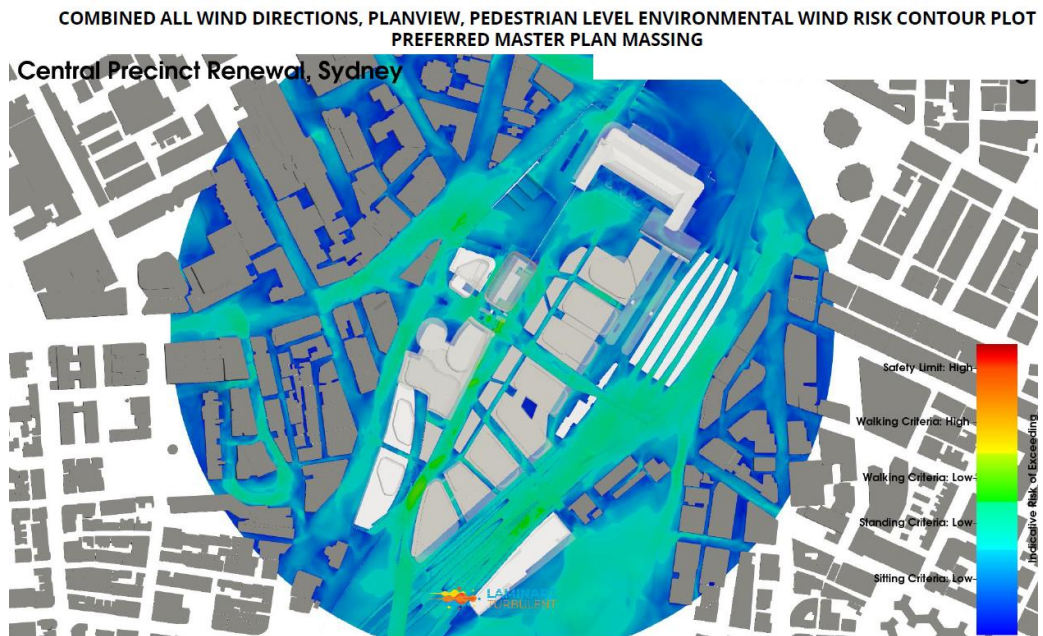 COMBINED ALL WIND DIRECTIONS, PLANVIEW, PEDESTRIAN LEVEL ENVIRONMENTAL WIND RISK CONTOUR PLOT
PREFERRED MASTER PLAN MASSING
Central Precinct Renewal, Sydney
Safety Limit: High
Walking Criteria: High
Walking Criteria: Low
Standing Criteria: Low
Sitting Criteria: Low
Indicative Risk of Exceeding
LAMINAR
TURBULENT